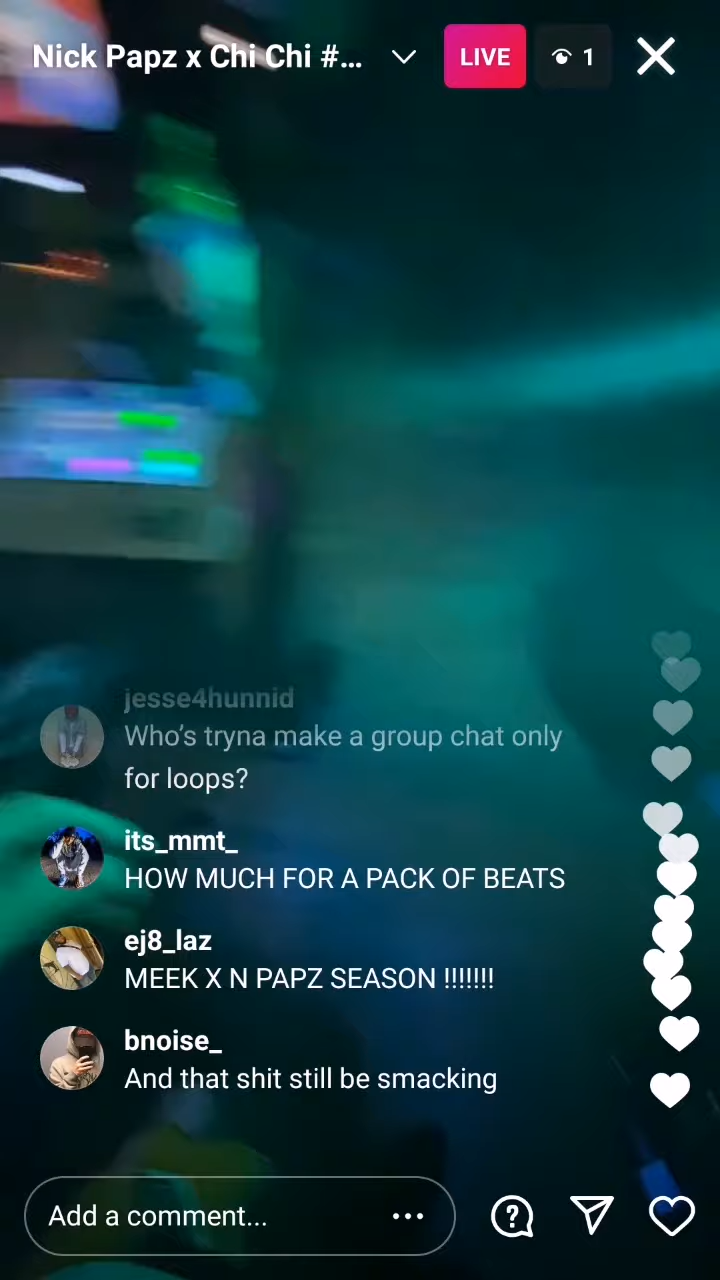 Nick Papz x Chi Chi #...
LIVE
1
jesse4hunnid
Who’s tryna make a group chat only
for loops?
its_mmt_
HOW MUCH FOR A PACK OF BEATS
ej8_laz
MEEK X N PAPZ SEASON !!!!!!!
bnoise_
And that shit still be smacking
Add a comment...